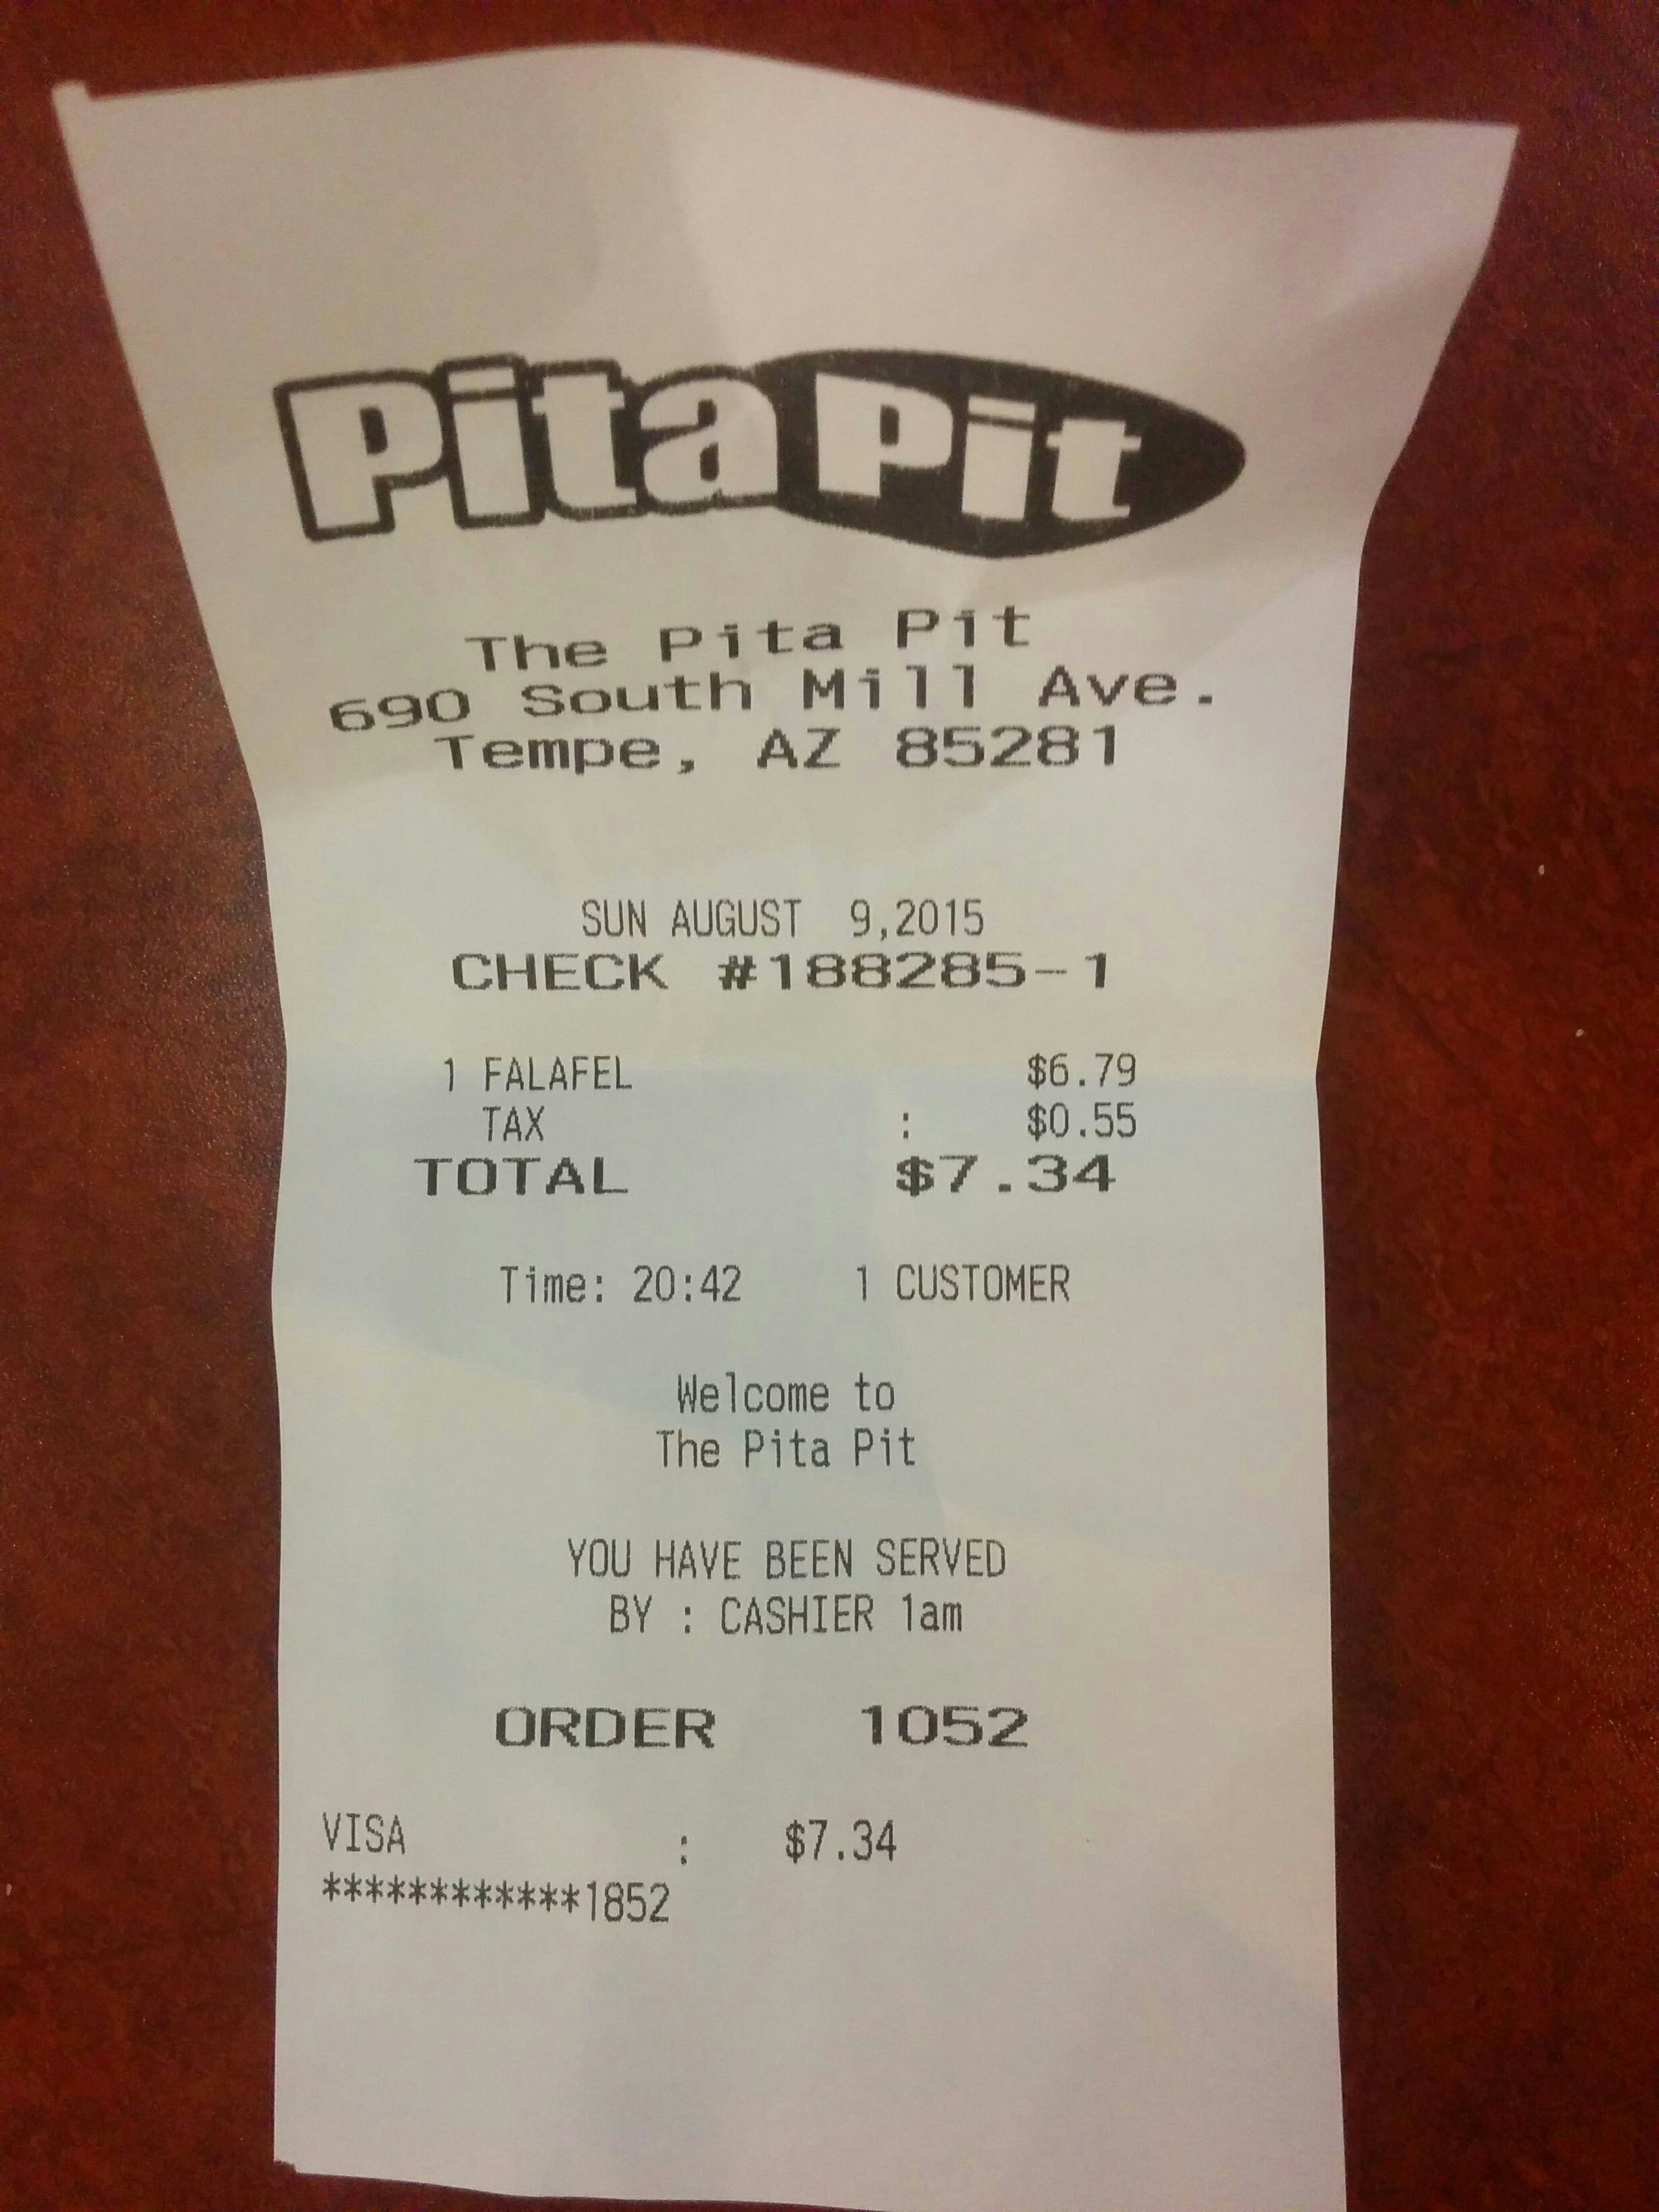 Pita Pit
The Pita Pit
690 South Mill Ave.
Tempe, AZ 85281
SUN AUGUST 9,2015
CHECK #188285-1
1 FALAFEL $6.79
TAX : $0.55
TOTAL $7.34
Time: 20:42 1 CUSTOMER
Welcome to
The Pita Pit
YOU HAVE BEEN SERVED
BY : CASHIER 1am
ORDER 1052
VISA : $7.34
************1852